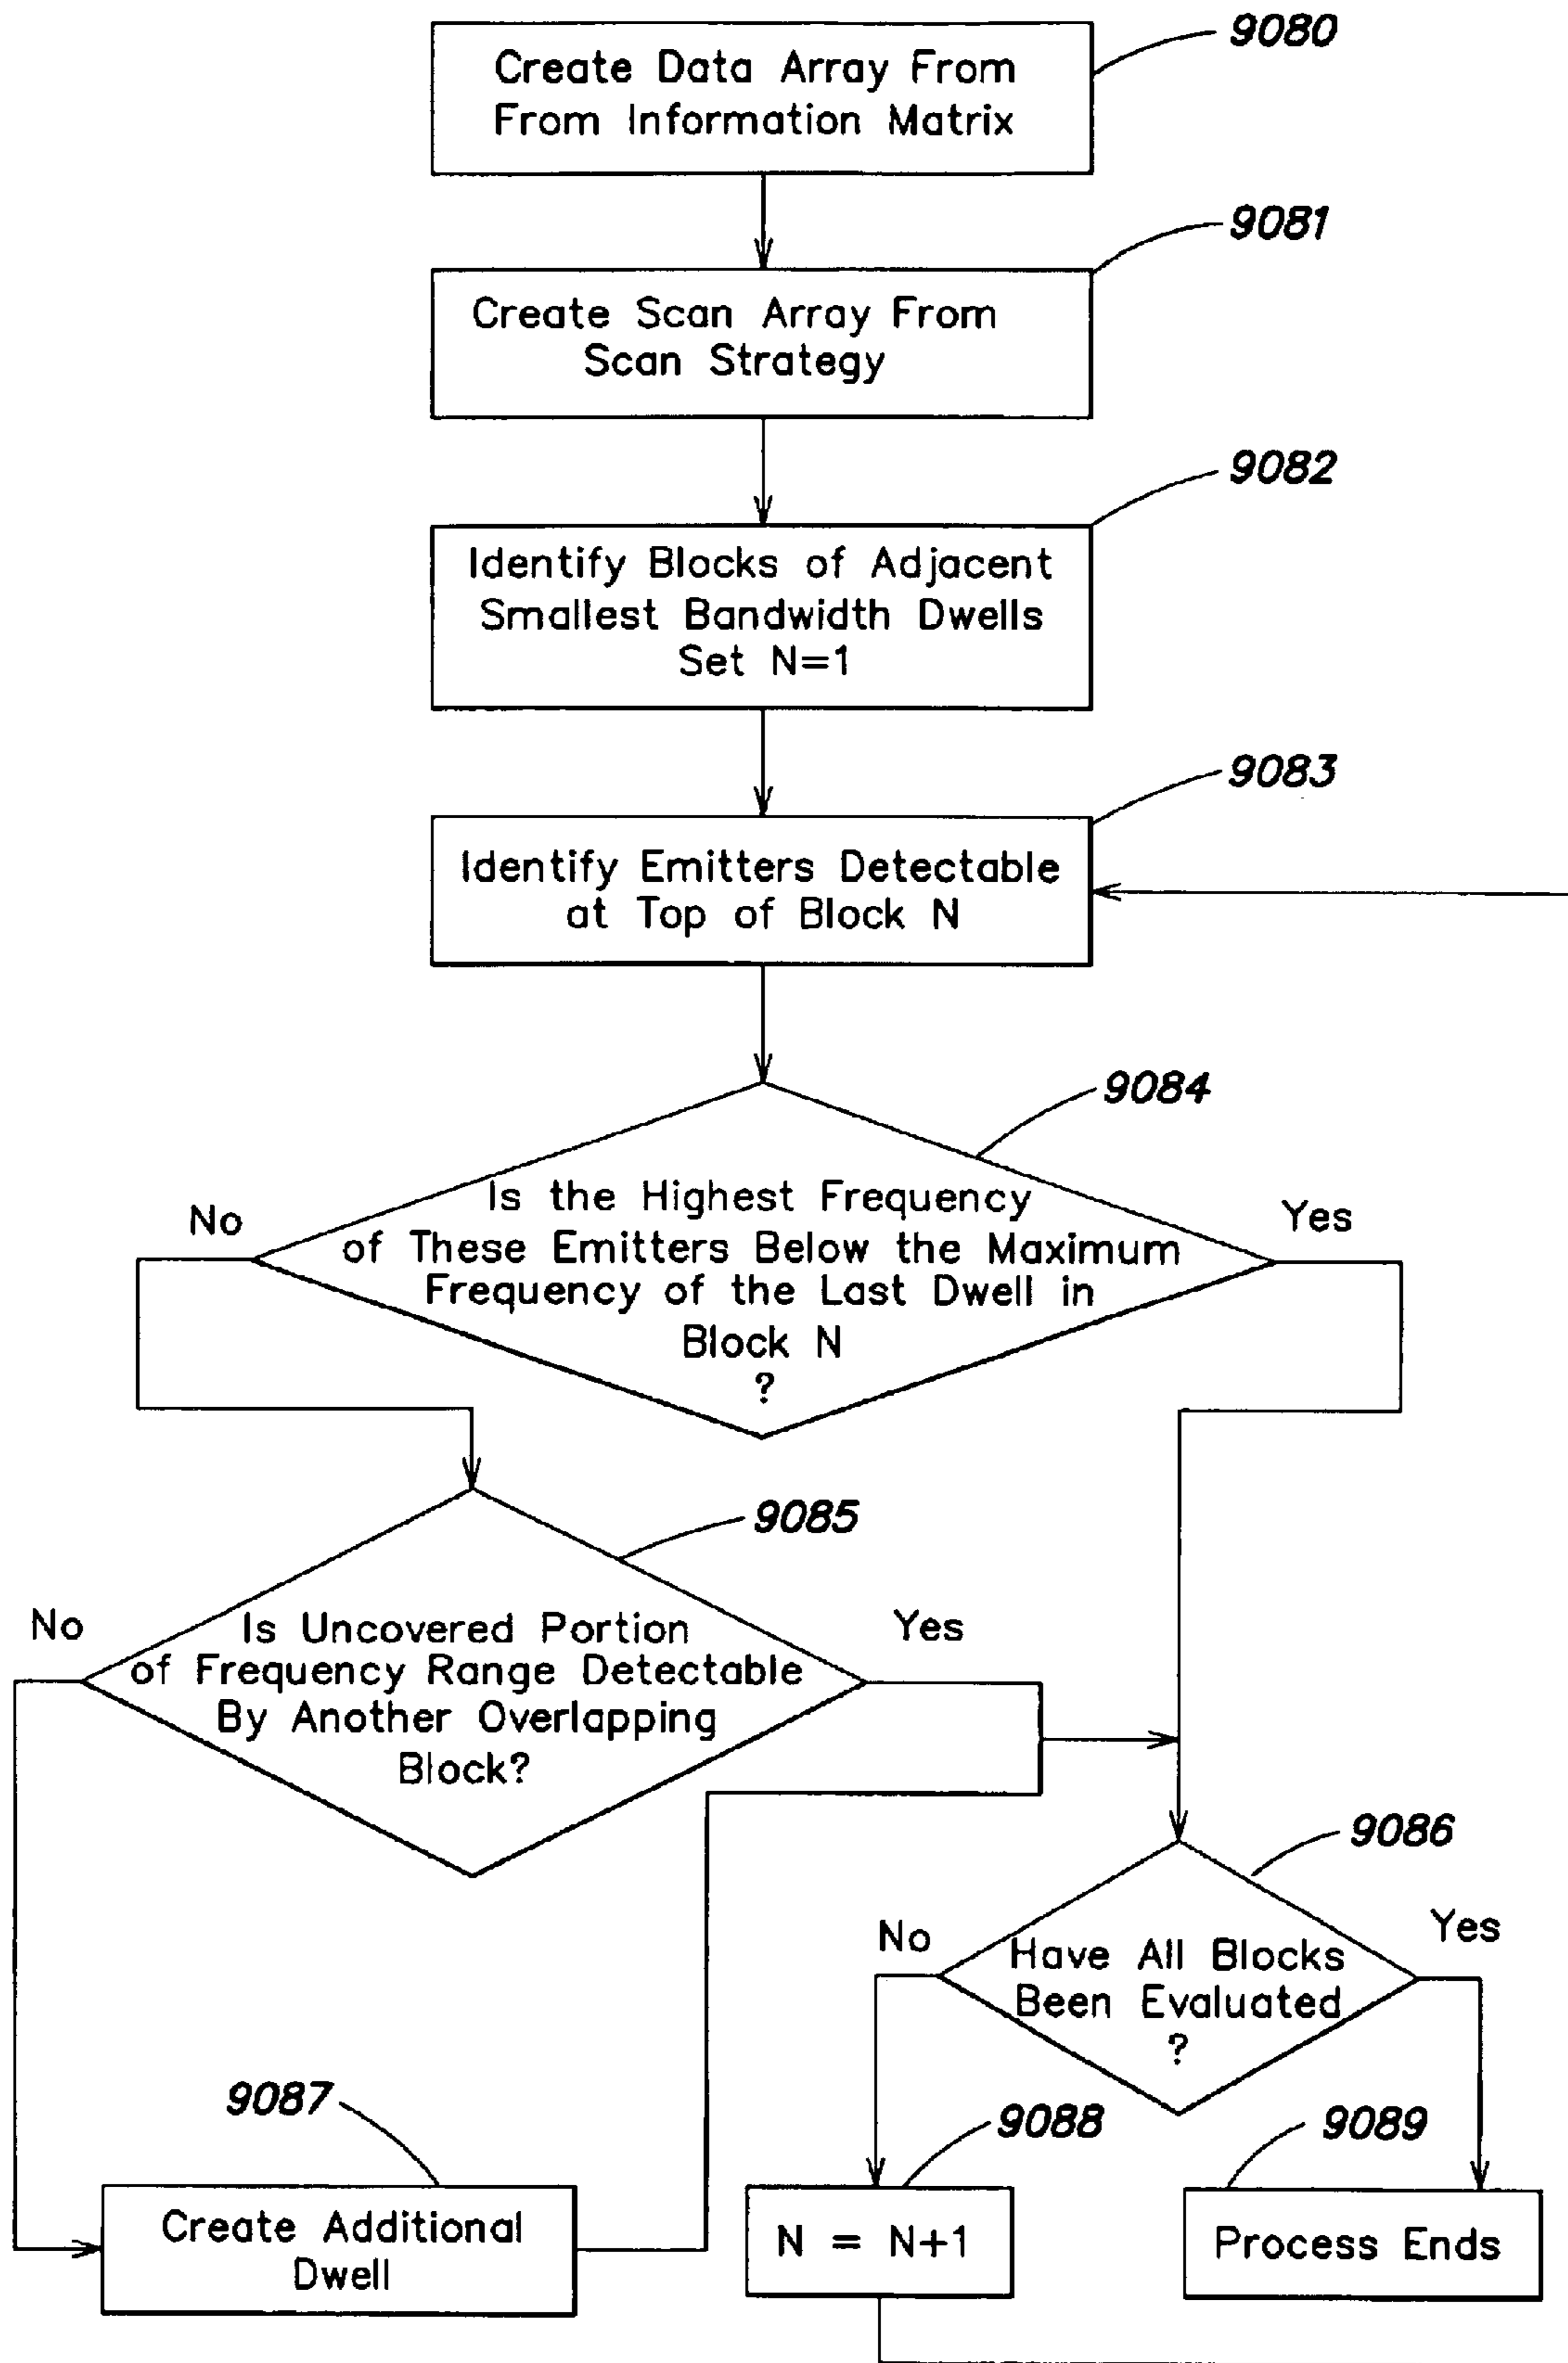 9080
Create Data Array From
From Information Matrix
9081
Create Scan Array From
Scan Strategy
9082
Identify Blocks of Adjacent
Smallest Bandwidth Dwells
Set N=1
9083
Identify Emitters Detectable
at Top of Block N
9084
Is the Highest Frequency
of These Emitters Below the Maximum
Frequency of the Last Dwell in
Block N
?
No
Yes
9085
Is Uncovered Portion
of Frequency Range Detectable
By Another Overlapping
Block?
No
Yes
9086
Have All Blocks
Been Evaluated
?
No
Yes
9087
Create Additional
Dwell
9088
N = N+1
9089
Process Ends